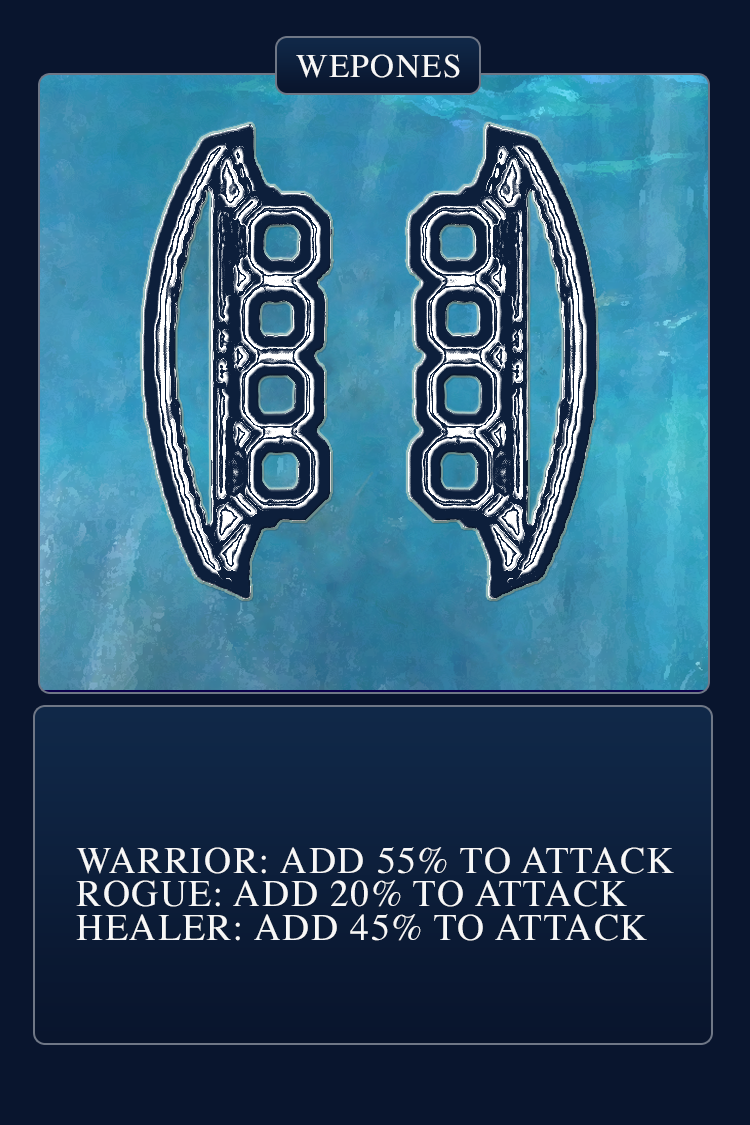 WEPONES
WARRIOR: ADD 55% TO ATTACK
ROGUE: ADD 20% TO ATTACK
HEALER: ADD 45% TO ATTACK